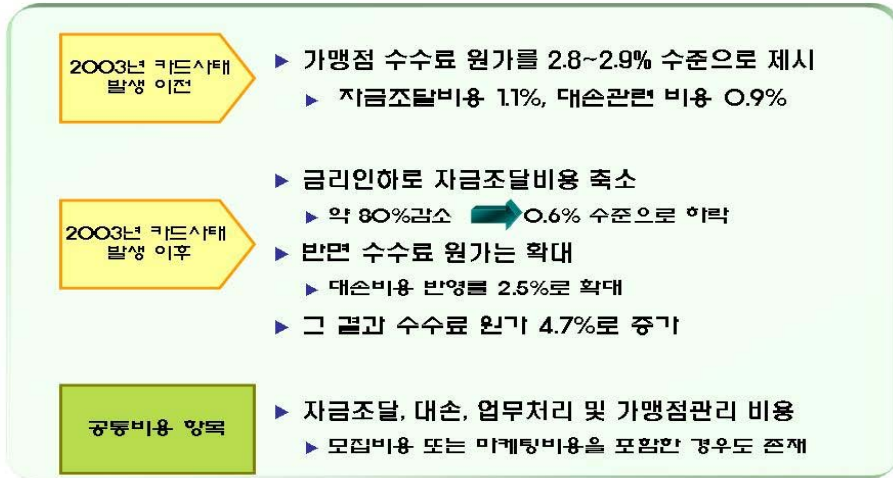 2003년 카드사태
발생 이전
가맹점 수수료 원가를 2.8~2.9% 수준으로 제시
자금조달비용 1.1%, 대손관련 비용 0.9%
2003년 카드사태
발생 이후
금리인하로 자금조달비용 축소
약 80%감소 0.6% 수준으로 하락
반면 수수료 원가는 확대
대손비용 반영률 2.5%로 확대
그 결과 수수료 원가 4.7%로 증가
공통비용 항목
자금조달, 대손, 업무처리 및 가맹점관리 비용
모집비용 또는 마케팅비용을 포함한 경우도 존재